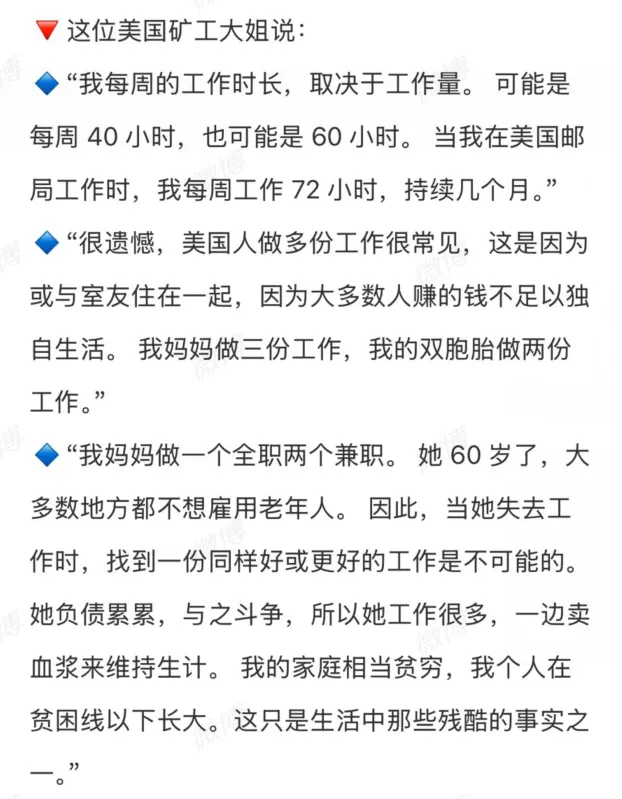 🔻 这位美国矿工大姐说：
🔷 “我每周的工作时长，取决于工作量。 可能是
每周 40 小时，也可能是 60 小时。 当我在美国邮
局工作时，我每周工作 72 小时，持续几个月。”
🔷 “很遗憾，美国人做多份工作很常见，这是因为
或与室友住在一起，因为大多数人赚的钱不足以独
自生活。 我妈妈做三份工作，我的双胞胎做两份
工作。”
🔷 “我妈妈做一个全职两个兼职。 她 60 岁了，大
多数地方都不想雇用老年人。 因此，当她失去工
作时，找到一份同样好或更好的工作是不可能的。
她负债累累，与之斗争，所以她工作很多，一边卖
血浆来维持生计。 我的家庭相当贫穷，我个人在
贫困线以下长大。 这只是生活中那些残酷的事实之
一。”